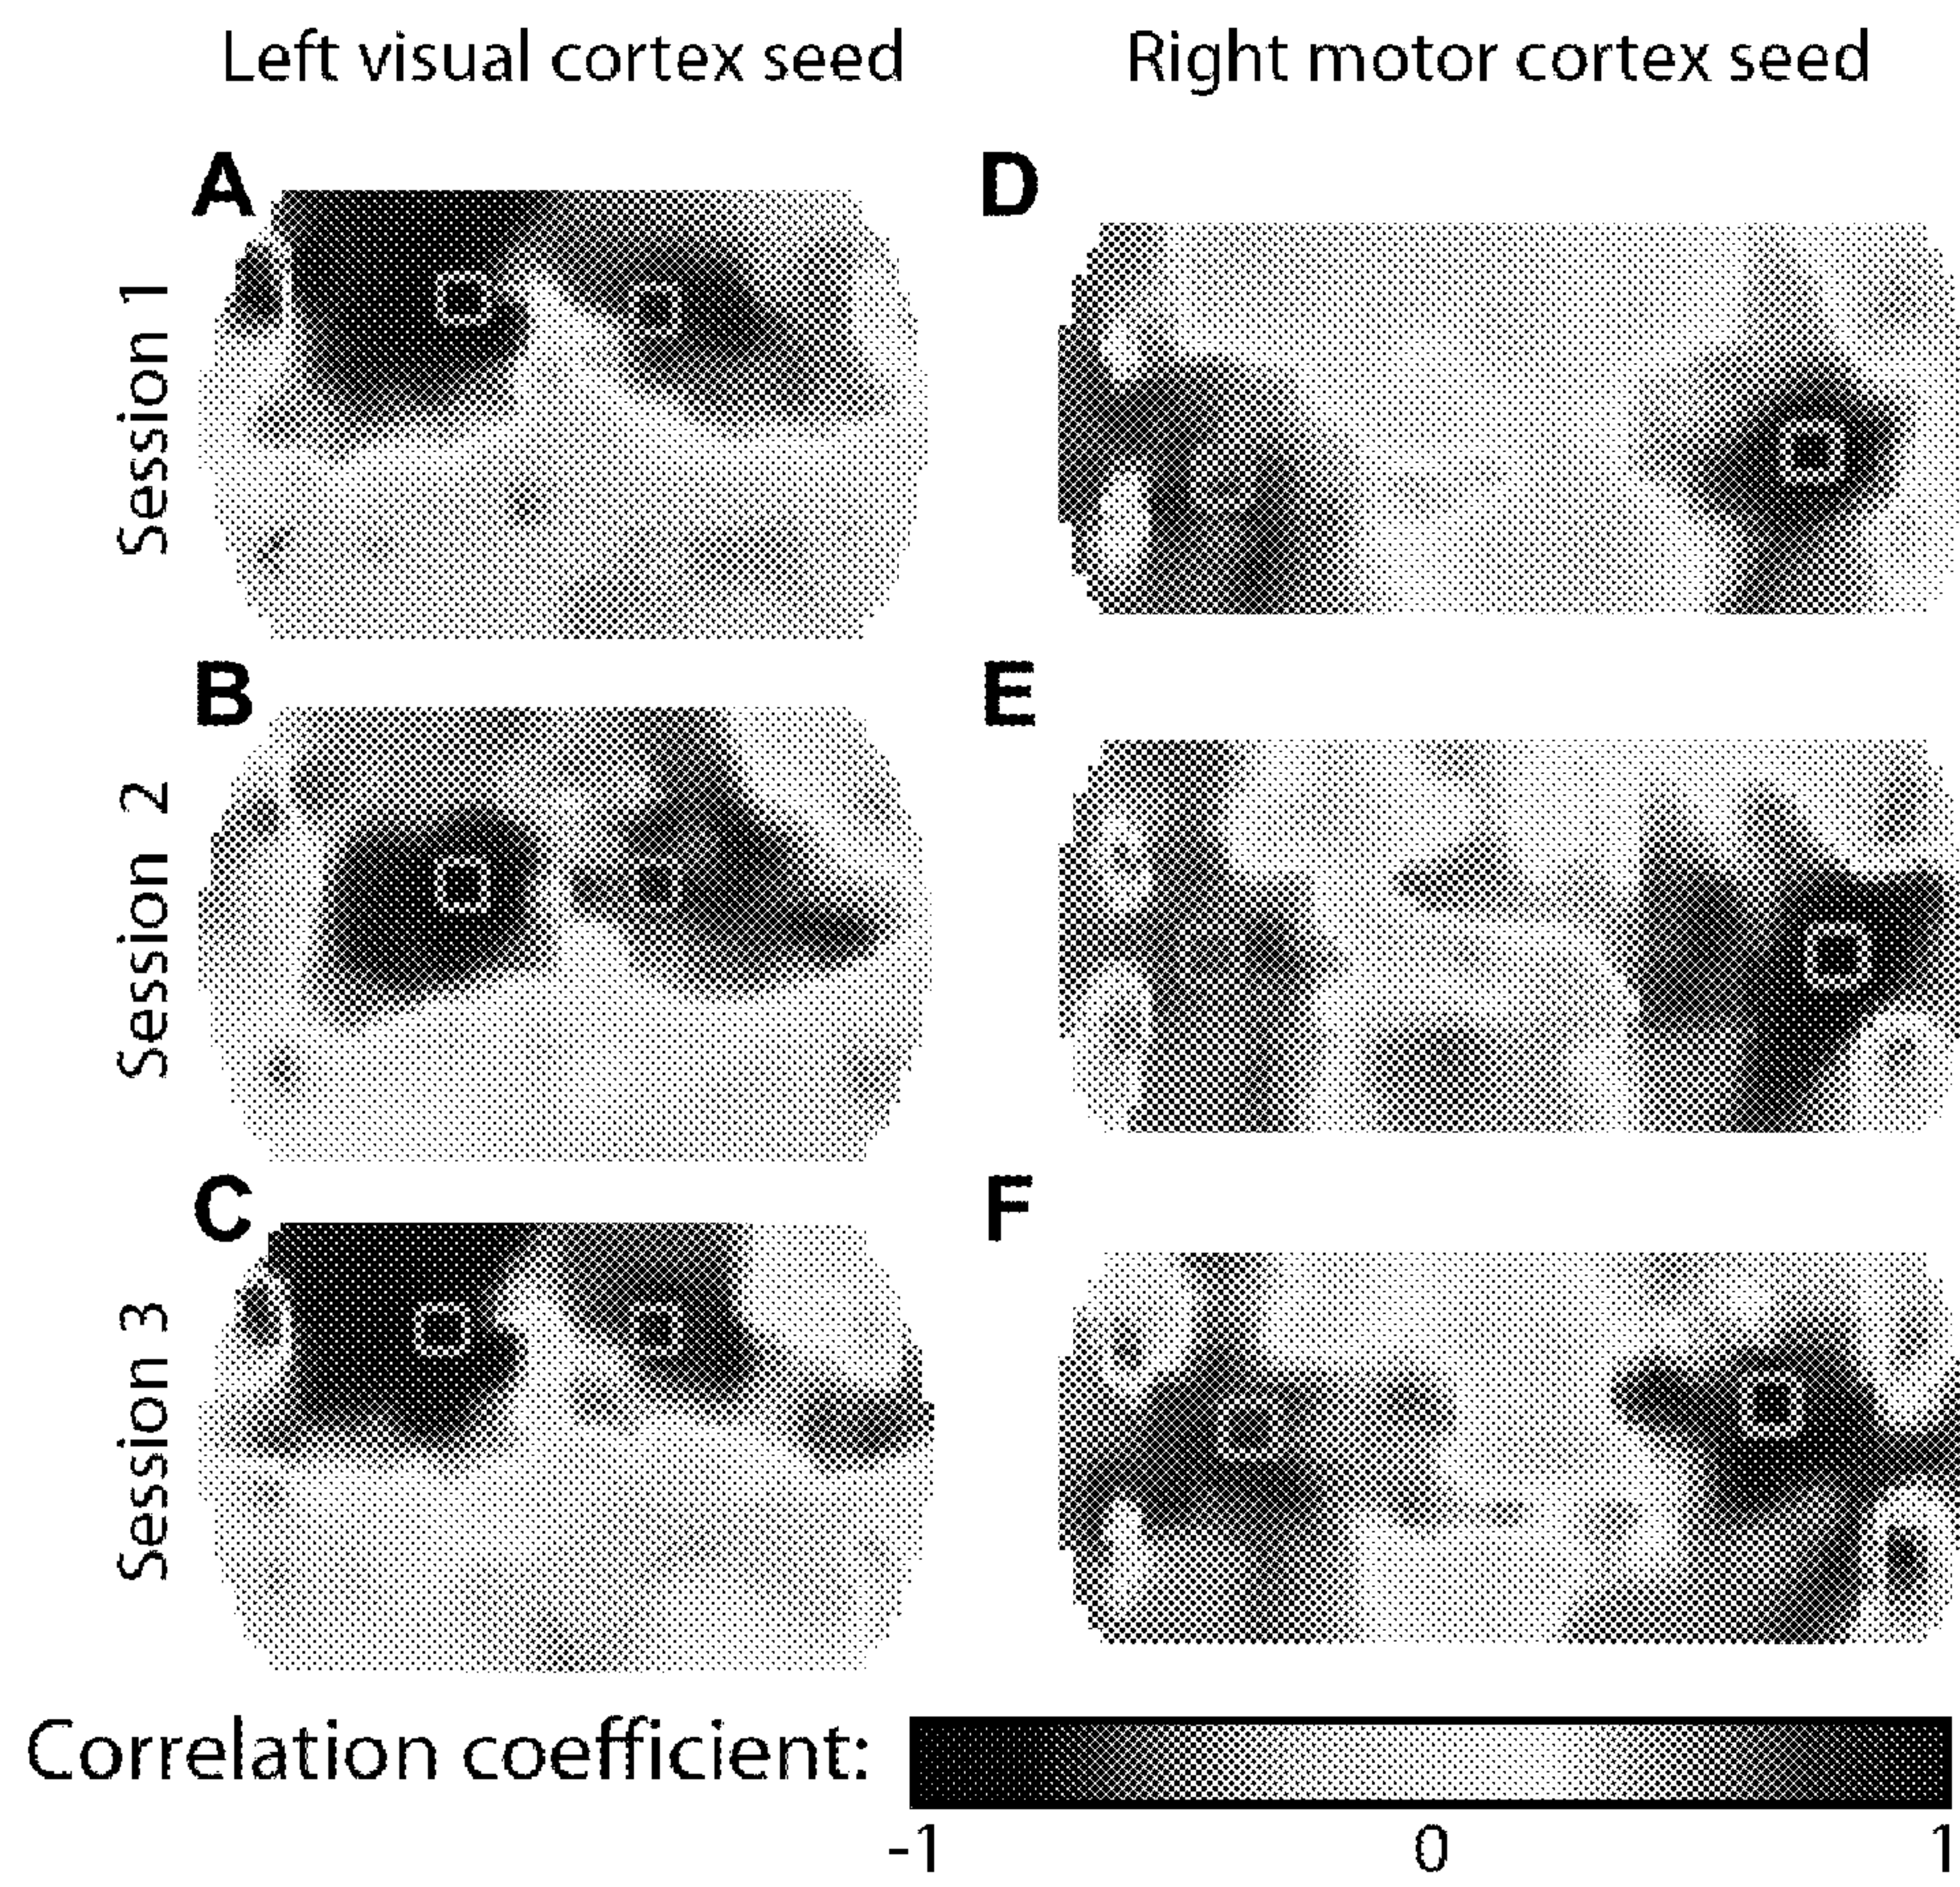 Left visual cortex seed
Right motor cortex seed
A
D
Session 1
B
E
Session 2
C
F
Session 3
Correlation coefficient:
-1 0 1